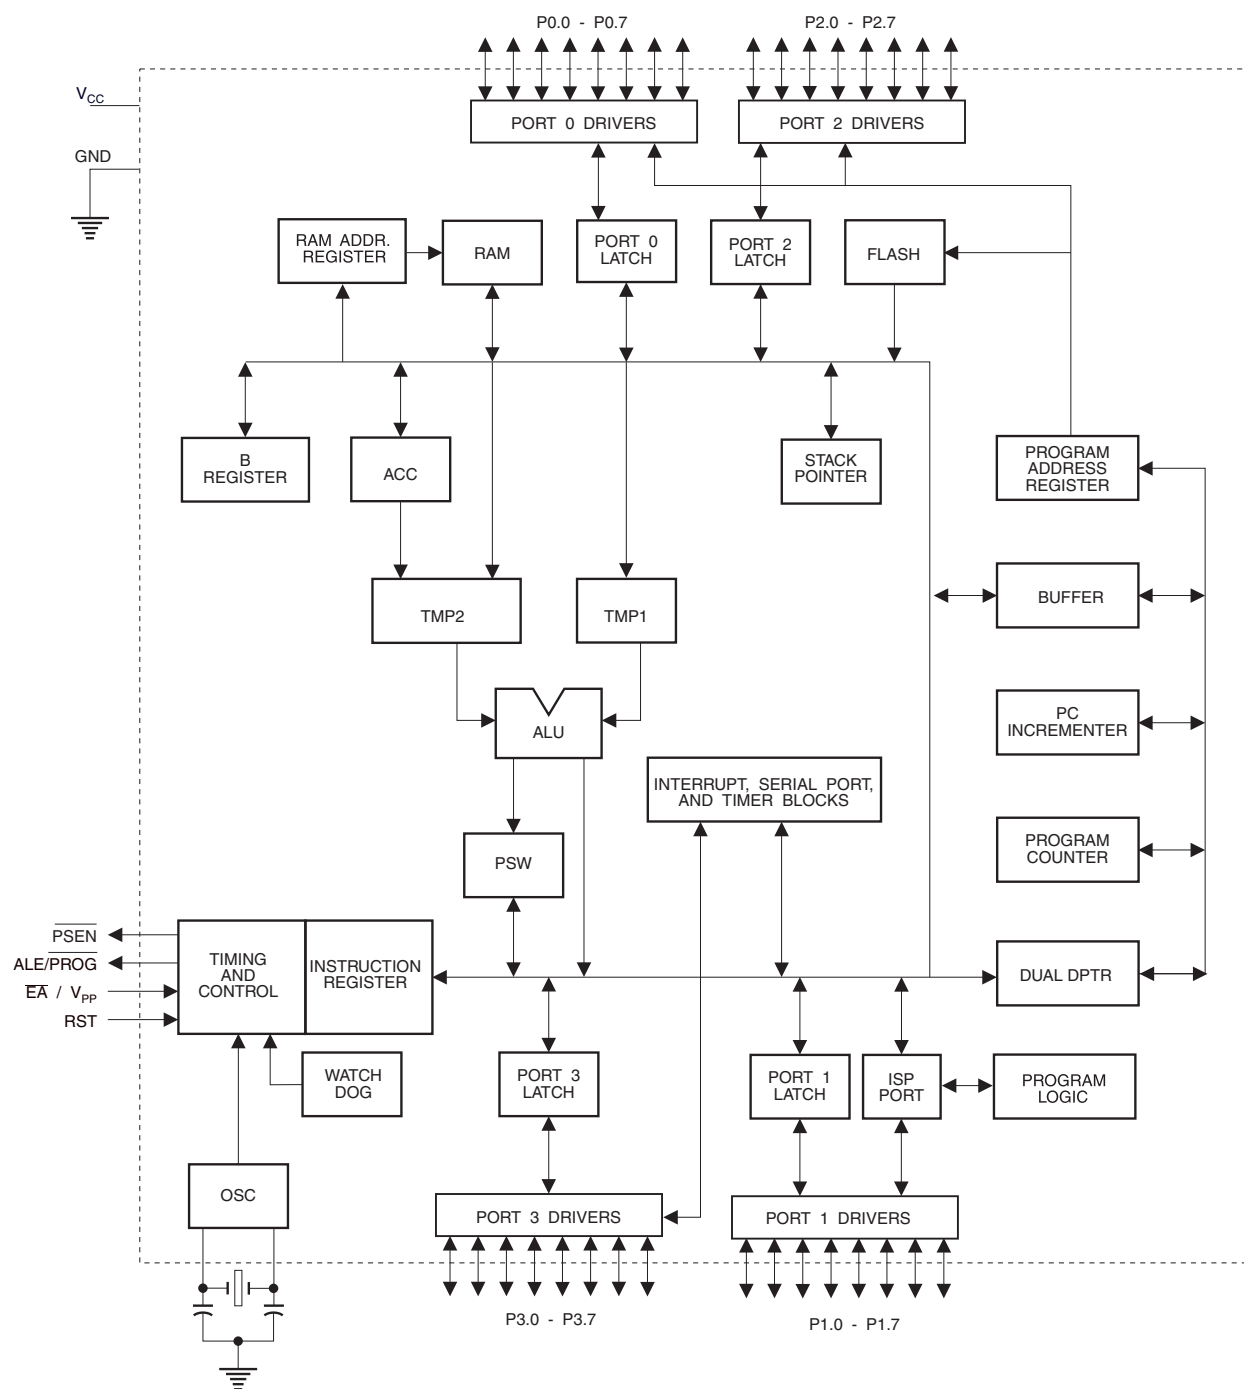 P0.0 - P0.7
P2.0 - P2.7
VCC
GND
PORT 0 DRIVERS
PORT 2 DRIVERS
RAM ADDR.
REGISTER
RAM
PORT 0
LATCH
PORT 2
LATCH
FLASH
B
REGISTER
ACC
STACK
POINTER
PROGRAM
ADDRESS
REGISTER
TMP2
TMP1
BUFFER
ALU
PC
INCREMENTER
INTERRUPT, SERIAL PORT,
AND TIMER BLOCKS
PSW
PROGRAM
COUNTER
PSEN
ALE/PROG
EA / VPP
RST
TIMING
AND
CONTROL
INSTRUCTION
REGISTER
DUAL DPTR
WATCH
DOG
PORT 3
LATCH
PORT 1
LATCH
ISP
PORT
PROGRAM
LOGIC
OSC
PORT 3 DRIVERS
PORT 1 DRIVERS
P3.0 - P3.7
P1.0 - P1.7